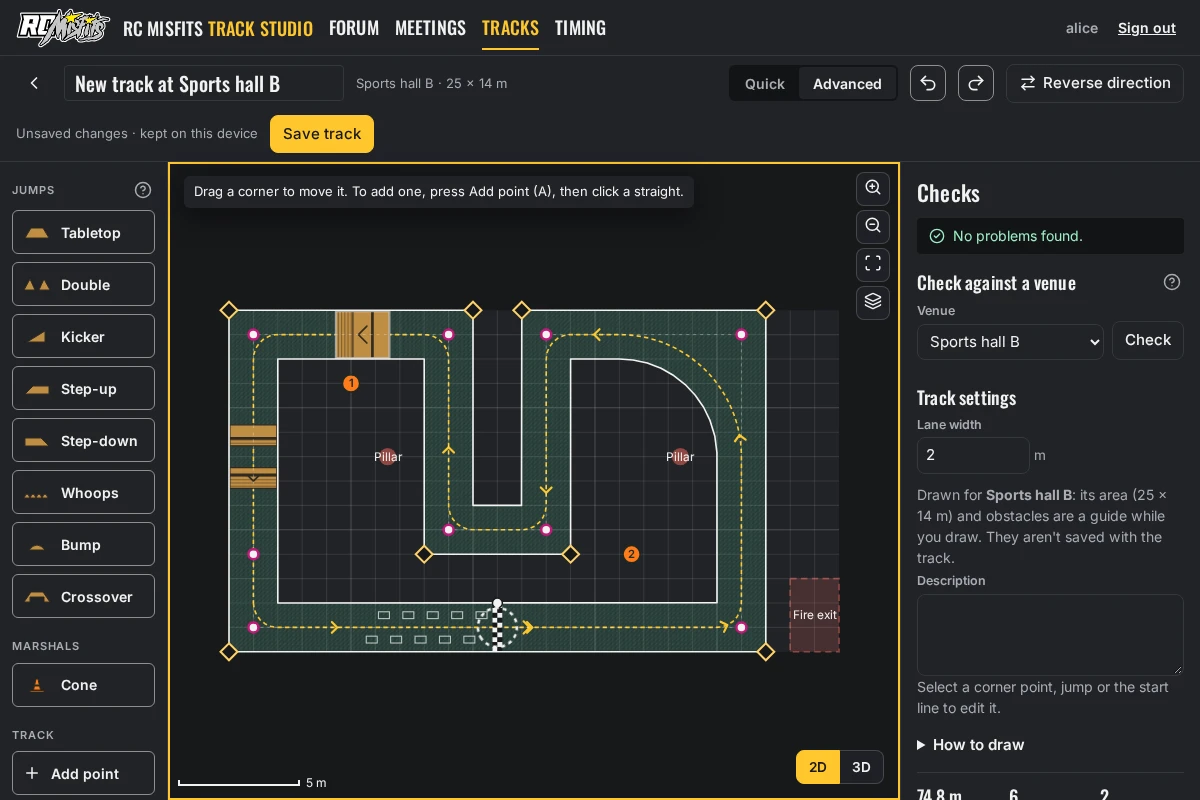 RC Misfits
RC MISFITS TRACK STUDIO
FORUM
MEETINGS
TRACKS
TIMING
alice
Sign out
New track at Sports hall B
Sports hall B · 25 × 14 m
Quick
Advanced
Reverse direction
Unsaved changes · kept on this device
Save track
JUMPS
Tabletop
Double
Kicker
Step-up
Step-down
Whoops
Bump
Crossover
MARSHALS
Cone
TRACK
Add point
Drag a corner to move it. To add one, press Add point (A), then click a straight.
1
Pillar
Pillar
2
Fire exit
5 m
2D
3D
Checks
No problems found.
Check against a venue
Venue
Sports hall B
Check
Track settings
Lane width
2
m
Drawn for Sports hall B: its area (25 ×
14 m) and obstacles are a guide while
you draw. They aren't saved with the
track.
Description
Select a corner point, jump or the start
line to edit it.
How to draw
74.8 m
6
2